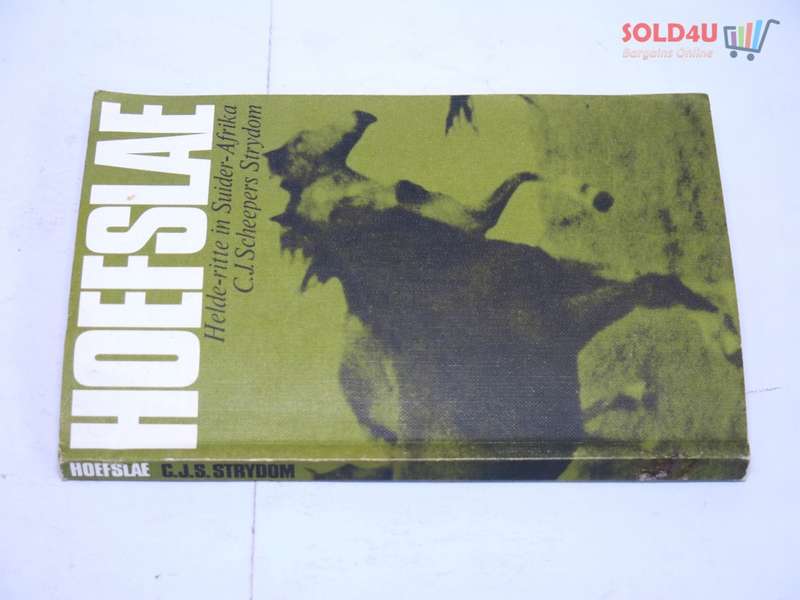 SOLD4U
Bargains Online
HOEFSLAE
Helde-ritte in Suider-Afrika
C.J. Scheepers Strydom
HOEFSLAE C.J.S. STRYDOM